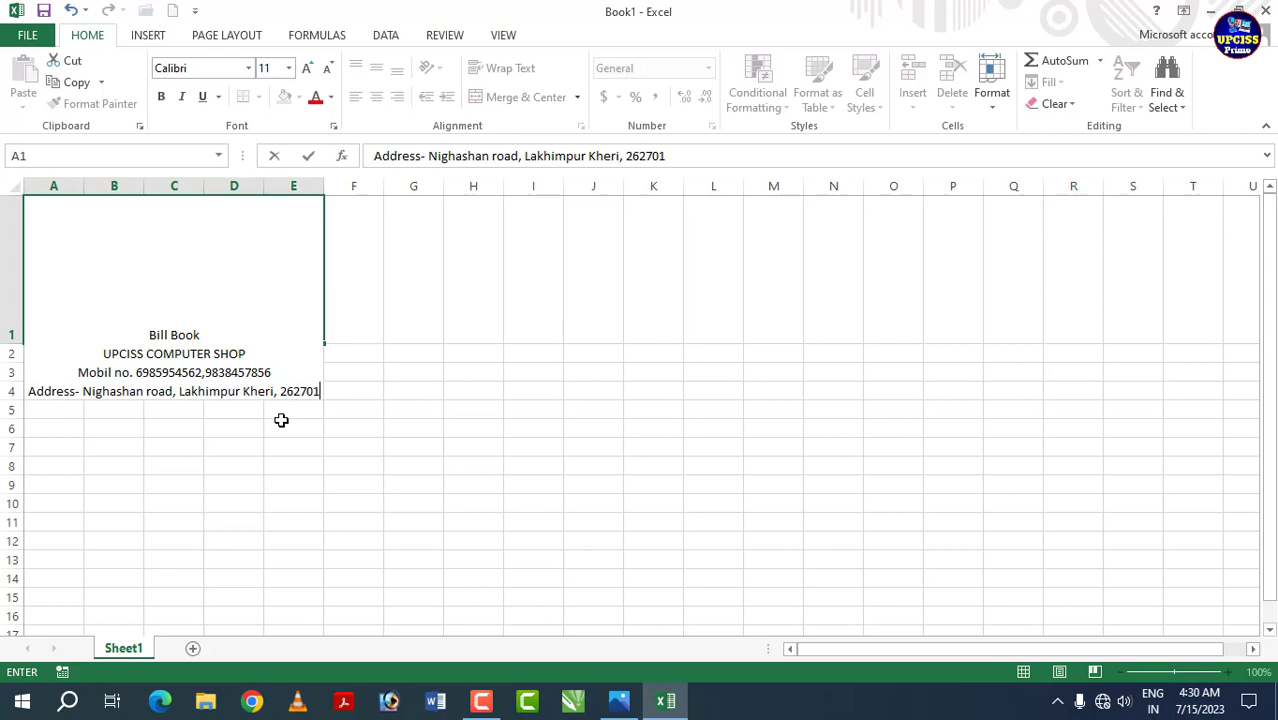 Book1 - Excel
?
FILE HOME INSERT PAGE LAYOUT FORMULAS DATA REVIEW VIEW
Microsoft acco
UPCISS
Primo
Paste
Cut
Copy
Format Painter
Clipboard
Calibri 11
B I U
Font
Wrap Text
Merge & Center
Alignment
General
$ % ,
Number
Conditional Formatting
Format as Table
Cell Styles
Styles
Insert Delete Format
Cells
AutoSum
Fill
Clear
Sort & Filter
Find & Select
Editing
A1
fx
Address- Nighashan road, Lakhimpur Kheri, 262701
A B C D E F G H I J K L M N O P Q R S T U
1 Bill Book
2 UPCISS COMPUTER SHOP
3 Mobil no. 6985954562,9838457856
4 Address- Nighashan road, Lakhimpur Kheri, 262701
5
6
7
8
9
10
11
12
13
14
15
16
17
Sheet1
ENTER
100%
ENG
IN
4:30 AM
7/15/2023